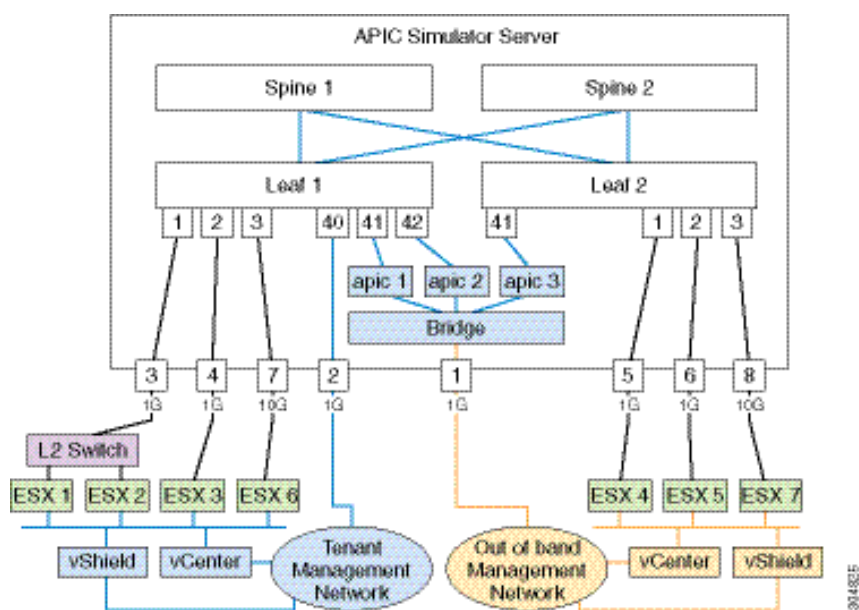 APIC Simulator Server
Spine 1
Spine 2
Leaf 1
Leaf 2
1
2
3
40
41
42
41
1
2
3
apic 1
apic 2
apic 3
Bridge
3
4
7
2
1
5
6
8
1G
1G
10G
1G
1G
1G
1G
10G
L2 Switch
ESX 1
ESX 2
ESX 3
ESX 6
ESX 4
ESX 5
ESX 7
vShield
vCenter
Tenant
Management
Network
Out of band
Management
Network
vCenter
vShield